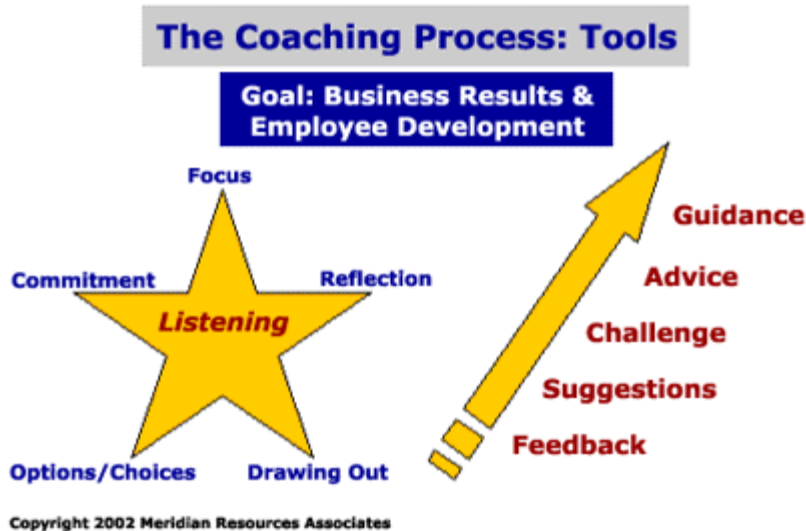 The Coaching Process: Tools
Goal: Business Results &
Employee Development
Focus
Commitment
Reflection
Listening
Options/Choices
Drawing Out
Guidance
Advice
Challenge
Suggestions
Feedback
Copyright 2002 Meridian Resources Associates